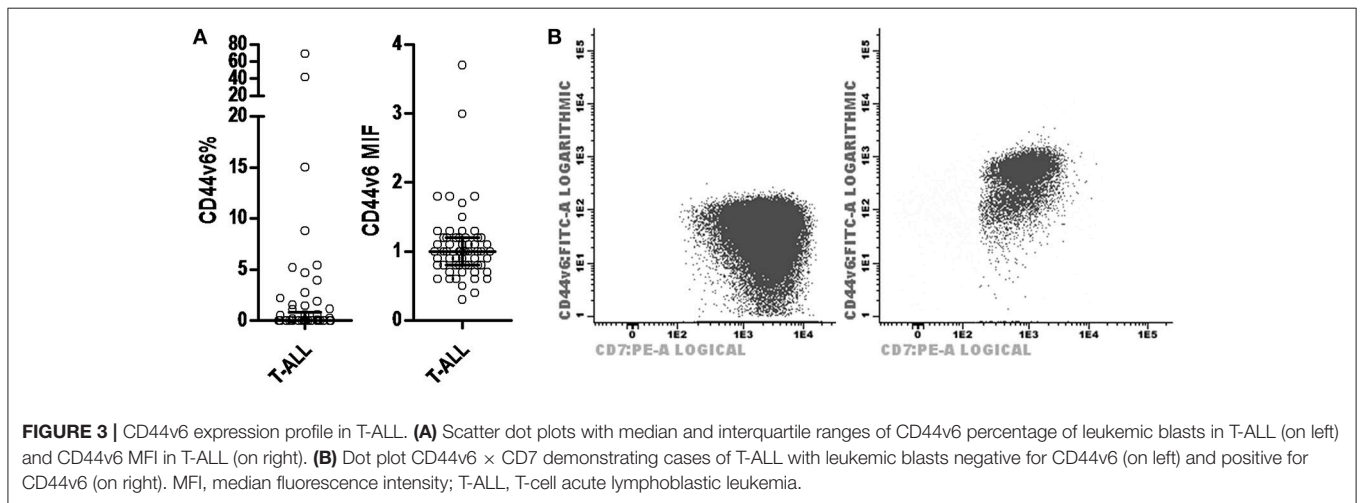 A
CD44v6%
80
60
40
20
20
15
10
5
0
T-ALL
CD44v6 MIF
4
3
2
1
0
T-ALL
B
CD44v6:FITC-A LOGARITHMIC
1E5
1E4
1E3
1E2
1E1
1
0 1E2 1E3 1E4
CD7:PE-A LOGICAL
CD44v6:FITC-A LOGARITHMIC
1E5
1E4
1E3
1E2
1E1
1
0 1E2 1E3 1E4 1E5
CD7:PE-A LOGICAL
FIGURE 3 | CD44v6 expression profile in T-ALL. (A) Scatter dot plots with median and interquartile ranges of CD44v6 percentage of leukemic blasts in T-ALL (on left)
and CD44v6 MFI in T-ALL (on right). (B) Dot plot CD44v6 × CD7 demonstrating cases of T-ALL with leukemic blasts negative for CD44v6 (on left) and positive for
CD44v6 (on right). MFI, median fluorescence intensity; T-ALL, T-cell acute lymphoblastic leukemia.